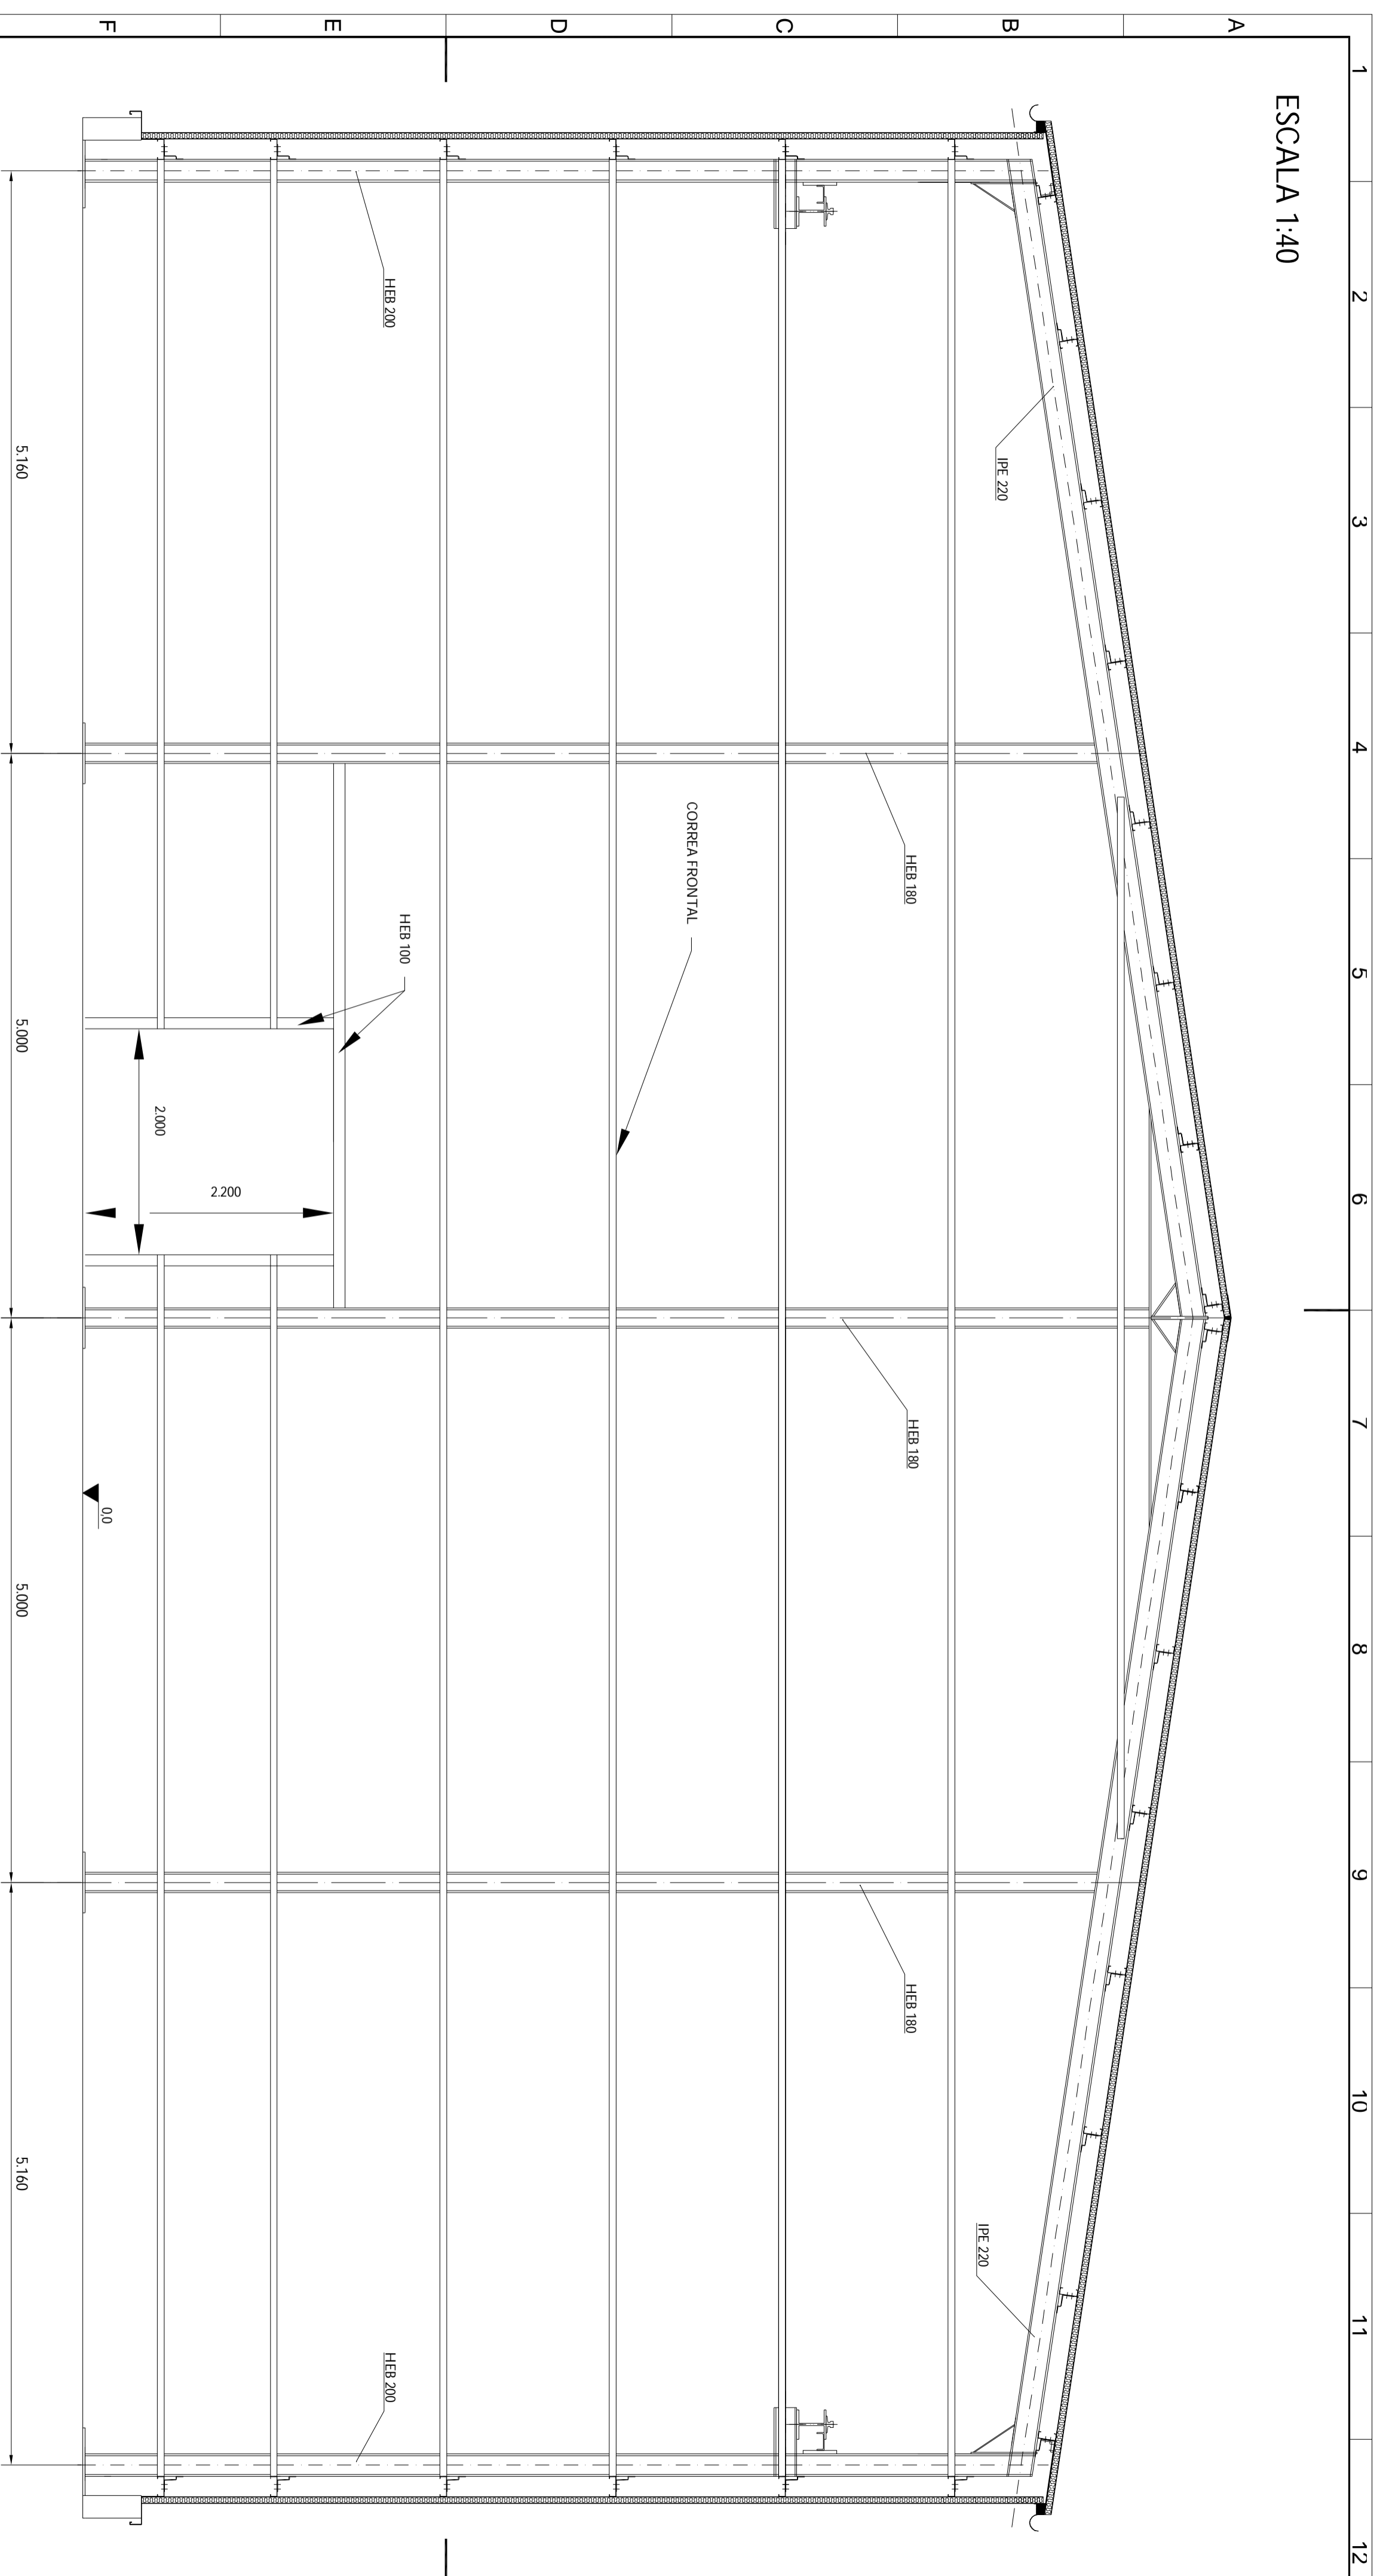 1
2
3
4
5
6
7
8
9
10
11
12
A
B
C
D
E
F
ESCALA 1:40
IPE 220
IPE 220
HEB 180
HEB 180
HEB 180
CORREA FRONTAL
HEB 200
HEB 100
HEB 200
2.200
2.000
0,0
5.160
5.000
5.000
5.160